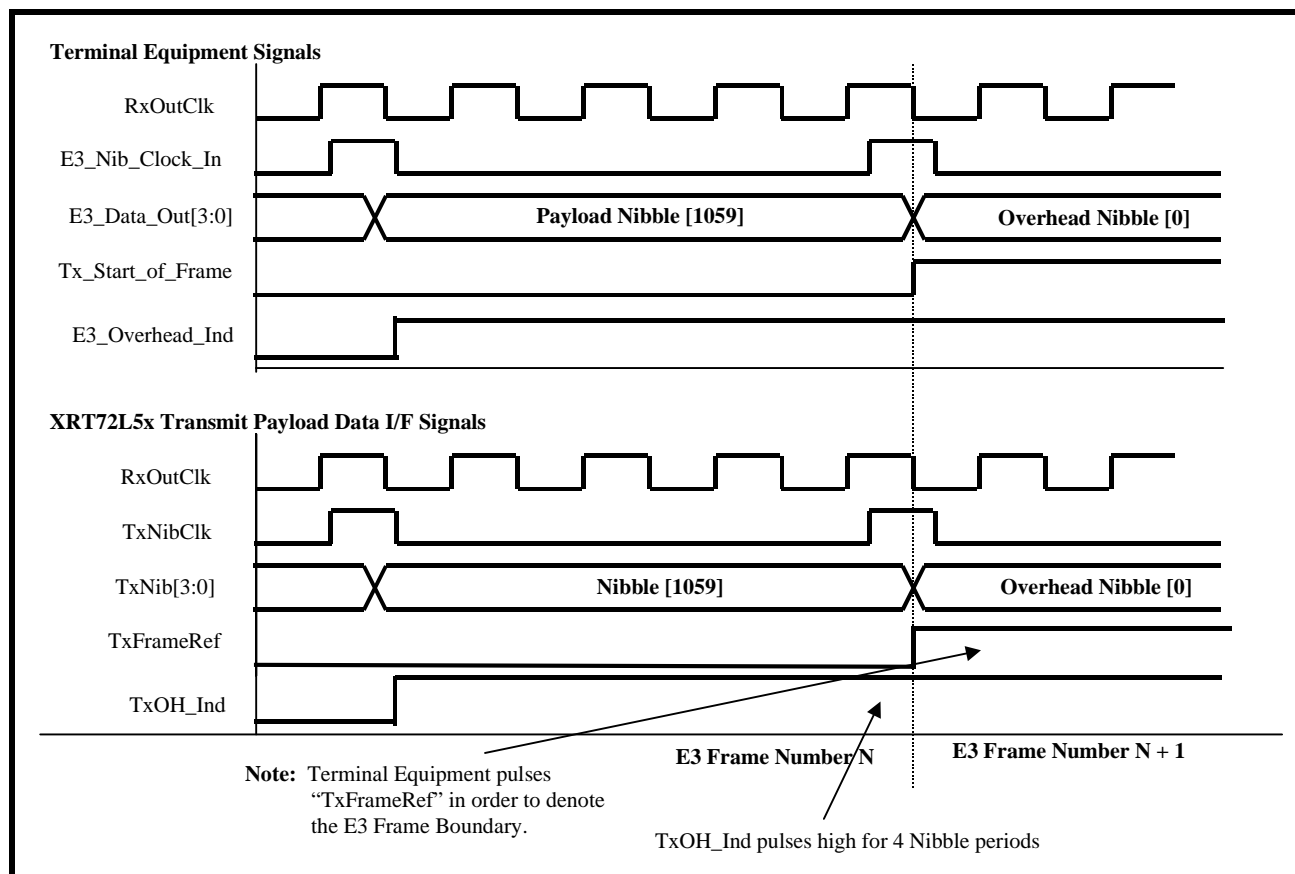 Terminal Equipment Signals
RxOutClk
E3_Nib_Clock_In
E3_Data_Out[3:0]
Payload Nibble [1059]
Overhead Nibble [0]
Tx_Start_of_Frame
E3_Overhead_Ind
XRT72L5x Transmit Payload Data I/F Signals
RxOutClk
TxNibClk
TxNib[3:0]
Nibble [1059]
Overhead Nibble [0]
TxFrameRef
TxOH_Ind
E3 Frame Number N
E3 Frame Number N + 1
Note: Terminal Equipment pulses
“TxFrameRef” in order to denote
the E3 Frame Boundary.
TxOH_Ind pulses high for 4 Nibble periods